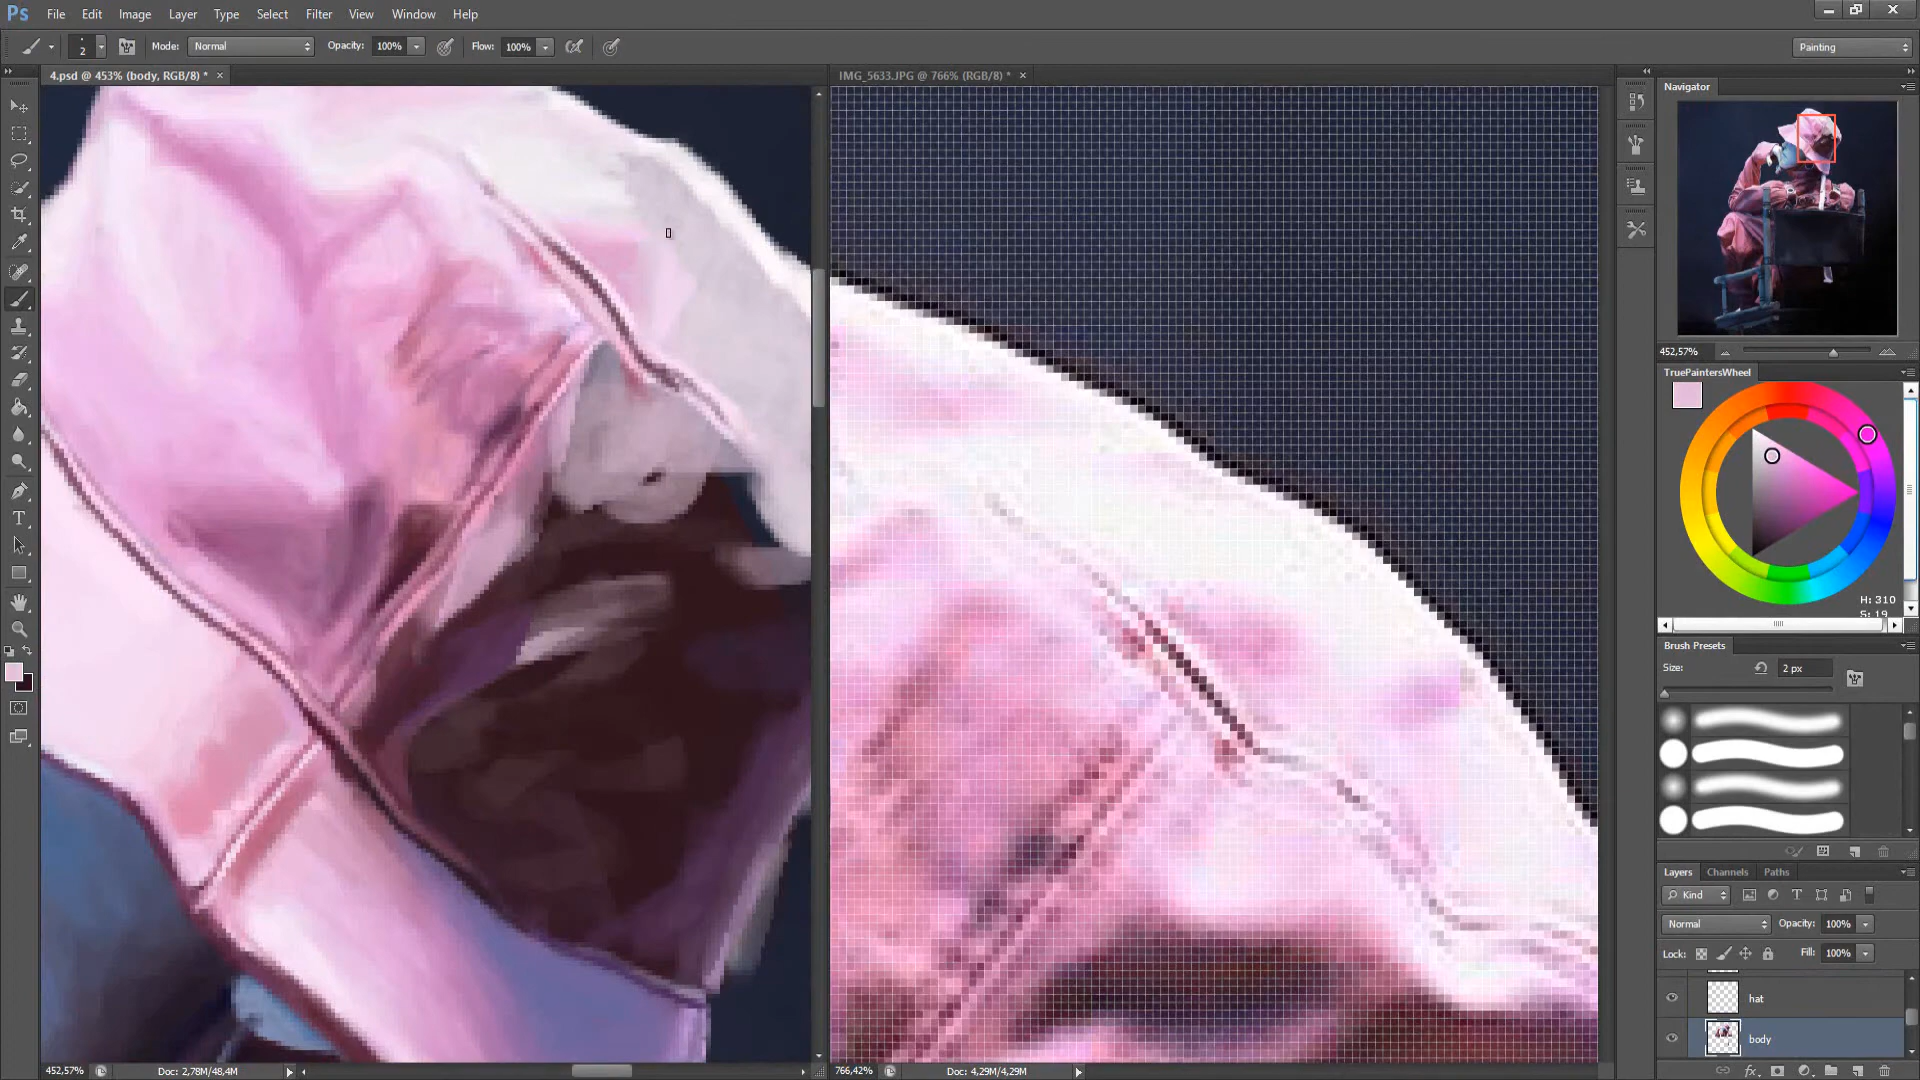 Ps File Edit Image Layer Type Select Filter View Window Help
2 Mode: Normal Opacity: 100% Flow: 100% Painting
4.psd @ 453% (body, RGB/8) * × IMG_5633.JPG @ 766% (RGB/8) * ×
Navigator
452,57%
TruePaintersWheel
H: 310
S: 19
Brush Presets
Size: 2 px
Layers Channels Paths
Kind
Normal Opacity: 100%
Lock: Fill: 100%
hat
body
452,57% Doc: 2,78M/48,4M 766,42% Doc: 4,29M/4,29M